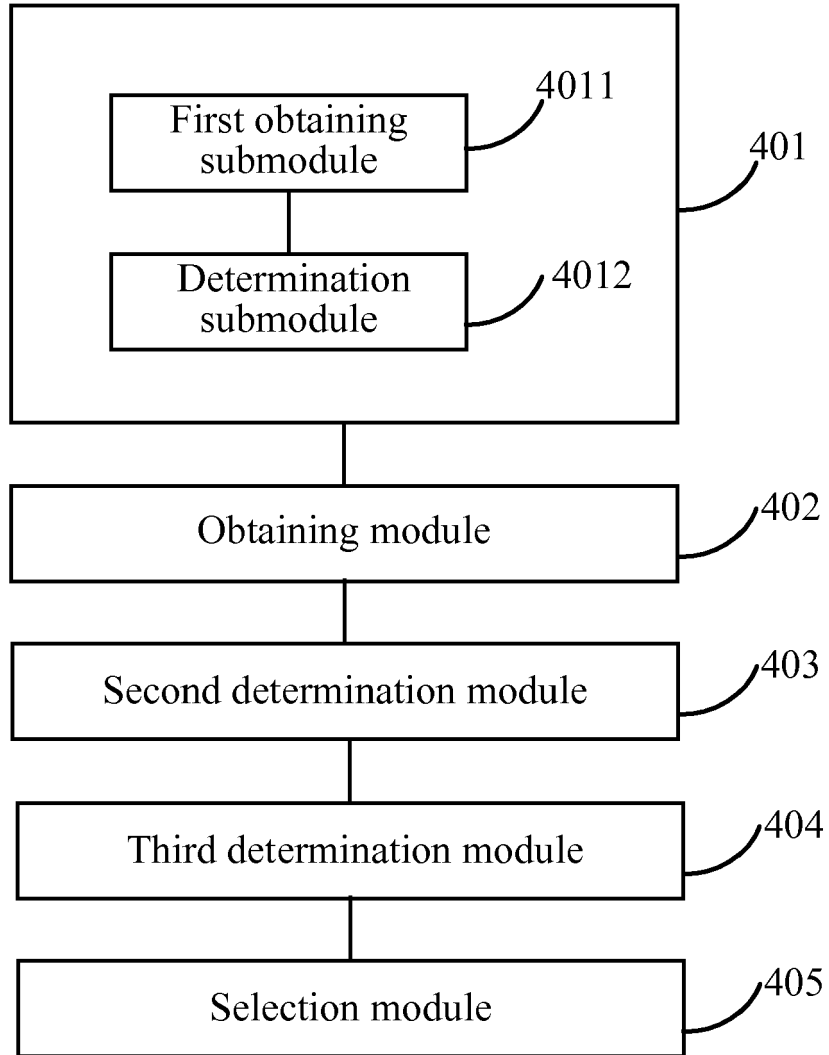 First obtaining
submodule
4011
401
Determination
submodule
4012
Obtaining module
402
Second determination module
403
Third determination module
404
Selection module
405